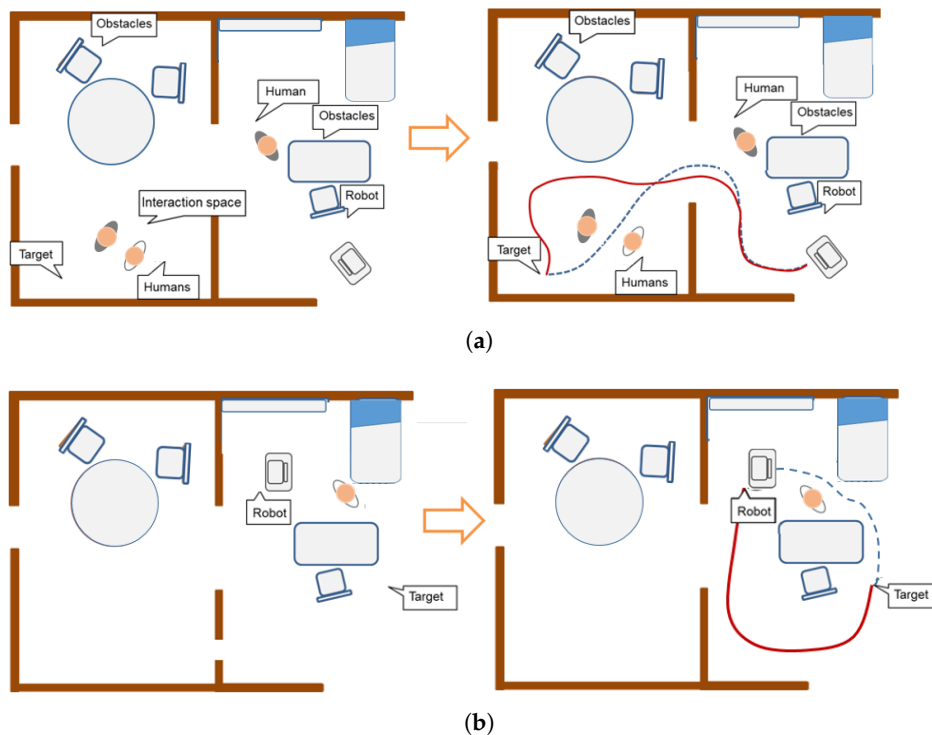 Obstacles
Human
Obstacles
Robot
Interaction space
Target
Humans
Obstacles
Human
Obstacles
Robot
Target
Humans
(a)
Robot
Target
Robot
Target
(b)